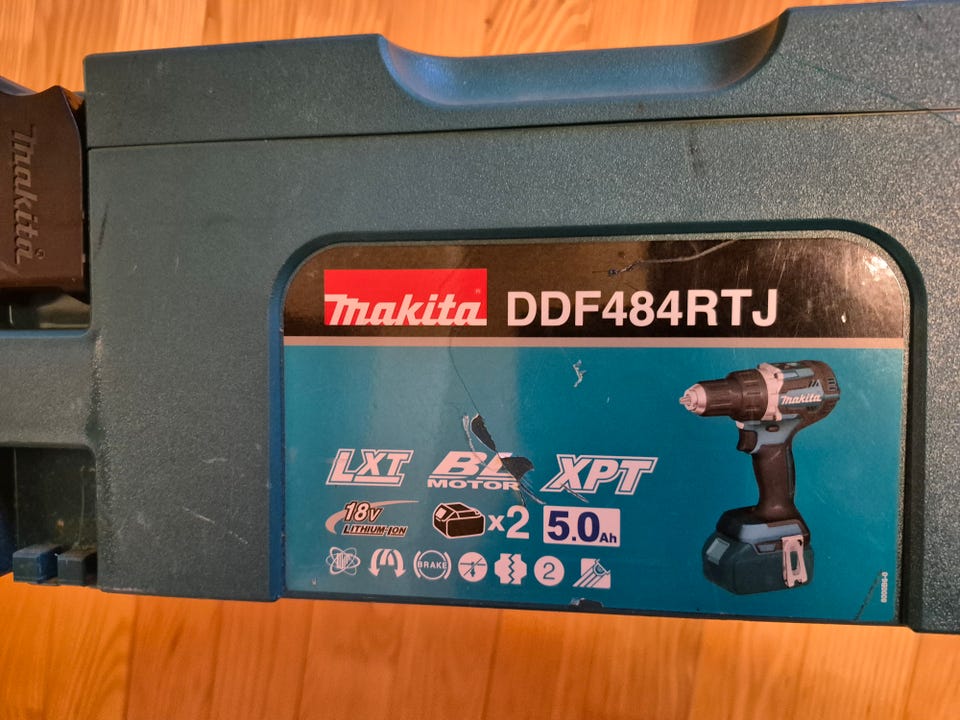 makita®
makita® DDF484RTJ
makita
LXT BL MOTOR XPT
18V LITHIUM-ION x2 5.0Ah
BRAKE 2